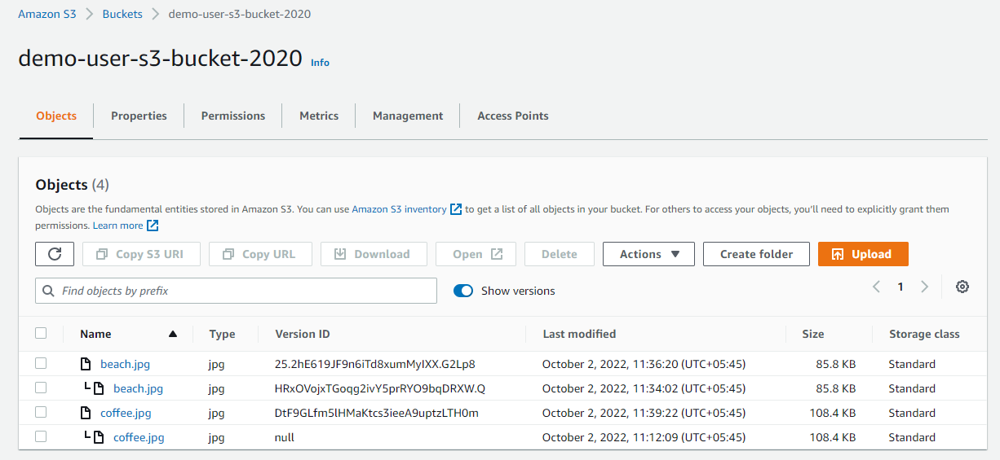 Amazon S3 > Buckets > demo-user-s3-bucket-2020
demo-user-s3-bucket-2020 Info
Objects Properties Permissions Metrics Management Access Points
Objects (4)
Objects are the fundamental entities stored in Amazon S3. You can use Amazon S3 inventory to get a list of all objects in your bucket. For others to access your objects, you'll need to explicitly grant them
permissions. Learn more
Copy S3 URI Copy URL Download Open Delete Actions Create folder Upload
Find objects by prefix Show versions 1
Name Type Version ID Last modified Size Storage class
beach.jpg jpg 25.2hE619JF9n6iTd8xumMyIXX.G2Lp8 October 2, 2022, 11:36:20 (UTC+05:45) 85.8 KB Standard
beach.jpg jpg HRxOVojxTGoqg2ivY5prRYO9bqDRXW.Q October 2, 2022, 11:34:02 (UTC+05:45) 85.8 KB Standard
coffee.jpg jpg DtF9GLfm5lHMaKtcs3ieeA9uptzLTH0m October 2, 2022, 11:39:22 (UTC+05:45) 108.4 KB Standard
coffee.jpg jpg null October 2, 2022, 11:12:09 (UTC+05:45) 108.4 KB Standard